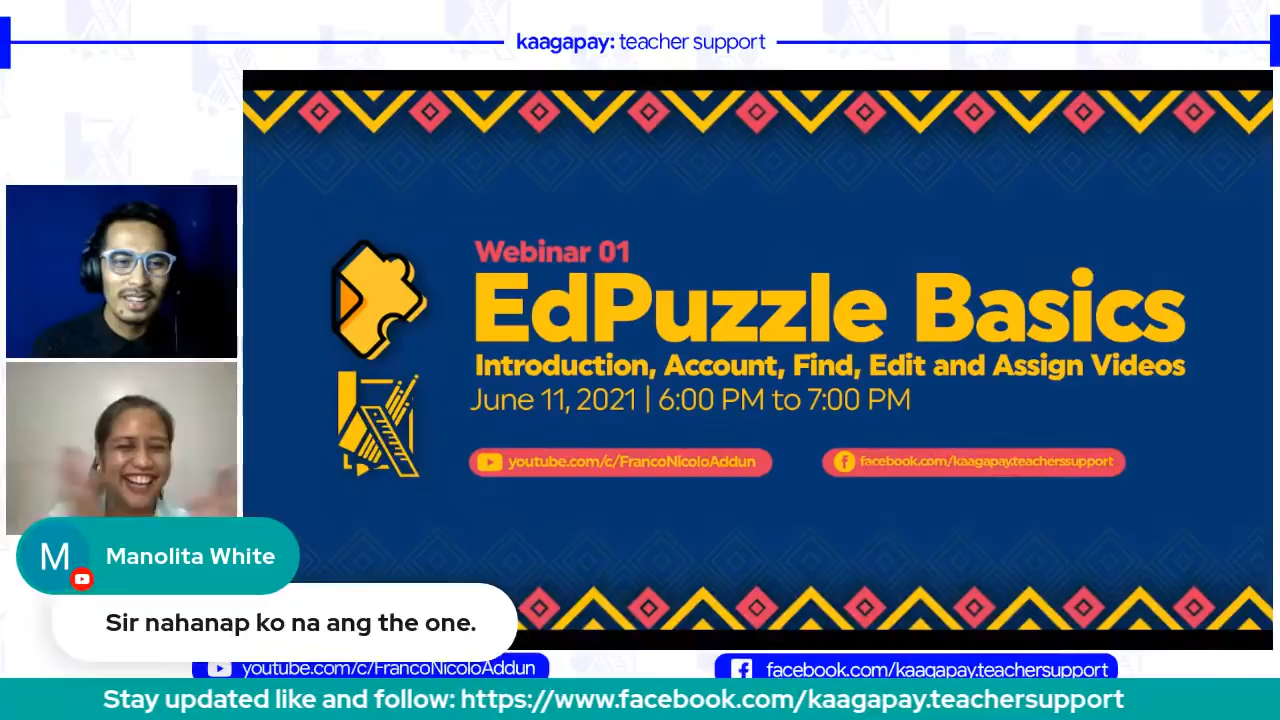 kaagapay: teacher support
Webinar 01
EdPuzzle Basics
Introduction, Account, Find, Edit and Assign Videos
June 11, 2021 | 6:00 PM to 7:00 PM
youtube.com/c/FrancoNicoloAddun
facebook.com/kaagapay.teacherssupport
M
Manolita White
Sir nahanap ko na ang the one.
youtube.com/c/FrancoNicoloAddun
facebook.com/kaagapay.teachersupport
Stay updated like and follow: https://www.facebook.com/kaagapay.teachersupport